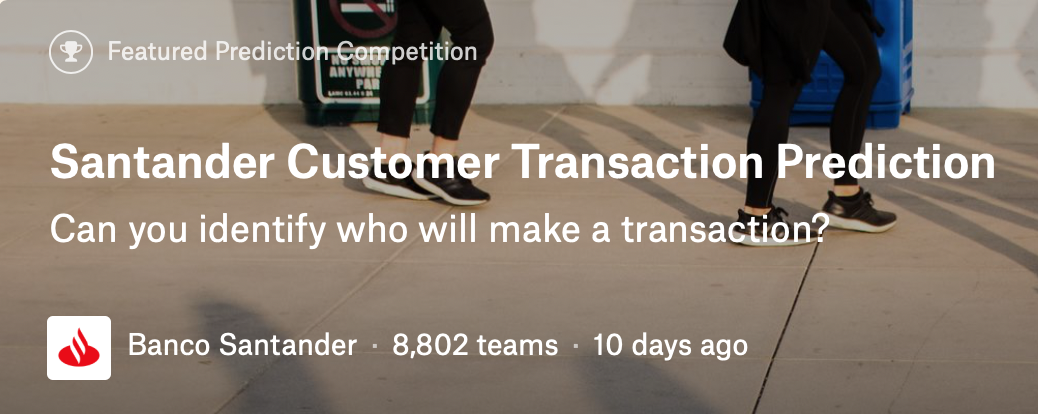 Featured Prediction Competition
Santander Customer Transaction Prediction
Can you identify who will make a transaction?
Banco Santander · 8,802 teams · 10 days ago